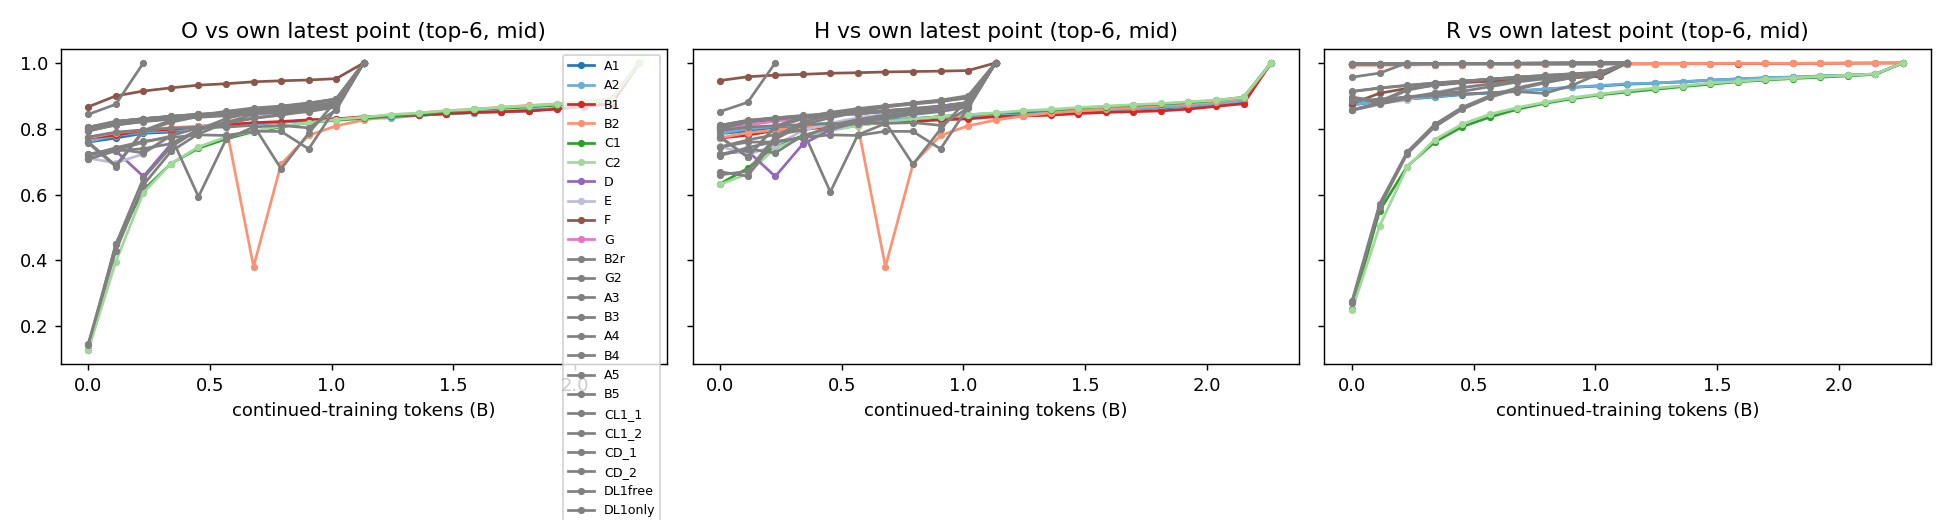 O vs own latest point (top-6, mid)
H vs own latest point (top-6, mid)
R vs own latest point (top-6, mid)
1.0
0.8
0.6
0.4
0.2
A1
A2
B1
B2
C1
C2
D
E
F
G
B2r
G2
A3
B3
A4
B4
A5
B5
CL1_1
CL1_2
CD_1
CD_2
DL1free
DL1only
0.0 0.5 1.0 1.5 2.0
0.0 0.5 1.0 1.5 2.0
0.0 0.5 1.0 1.5 2.0
continued-training tokens (B)
continued-training tokens (B)
continued-training tokens (B)